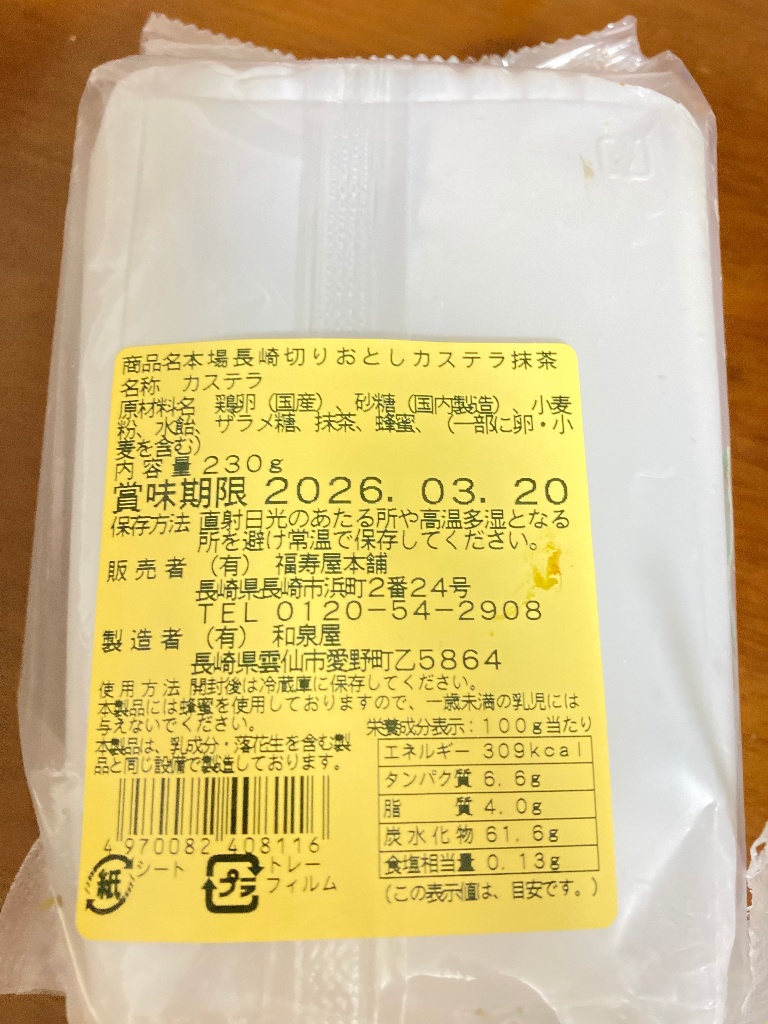 商品名本場長崎切りおとしカステラ抹茶
名称 カステラ
原材料名 鶏卵（国産）、砂糖（国内製造）、小麦
粉、水飴、ザラメ糖、抹茶、蜂蜜、（一部に卵・小
麦を含む）
内容量 230g
賞味期限 2026. 03. 20
保存方法 直射日光のあたる所や高温多湿となる
所を避け常温で保存してください。
販売者 （有） 福寿屋本舗
長崎県長崎市浜町2番24号
TEL 0120-54-2908
製造者 （有） 和泉屋
長崎県雲仙市愛野町乙5864
使用方法 開封後は冷蔵庫に保存してください。
本製品には蜂蜜を使用しておりますので、一歳未満の乳児には
与えないでください。
本製品は、乳成分・落花生を含む製
品と同じ設備で製造しております。
栄養成分表示：100g当たり
エネルギー 309kcal
タンパク質 6.6g
脂質 4.0g
炭水化物 61.6g
食塩相当量 0.13g
（この表示値は、目安です。）
4 970082 408116
紙 シート
プラ トレー
フィルム